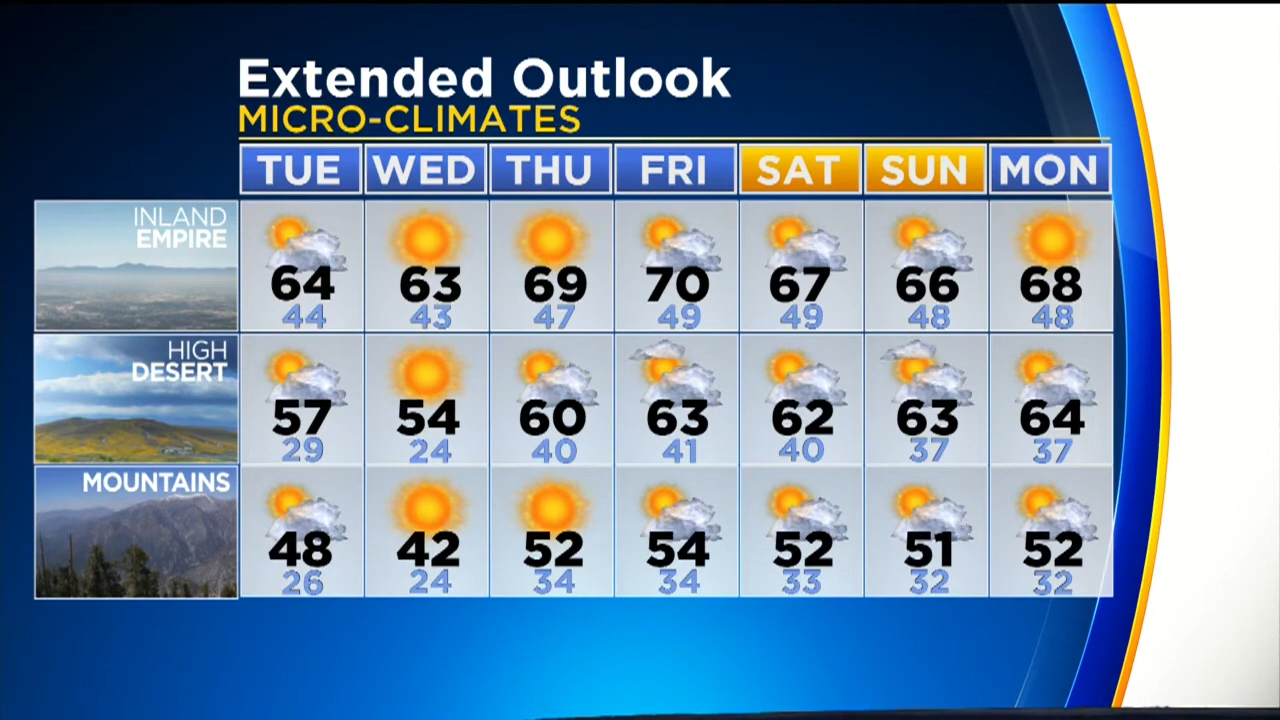 Extended Outlook
MICRO-CLIMATES
TUE WED THU FRI SAT SUN MON
INLAND
EMPIRE
64 63 69 70 67 66 68
44 43 47 49 49 48 48
HIGH
DESERT
57 54 60 63 62 63 64
29 24 40 41 40 37 37
MOUNTAINS
48 42 52 54 52 51 52
26 24 34 34 33 32 32